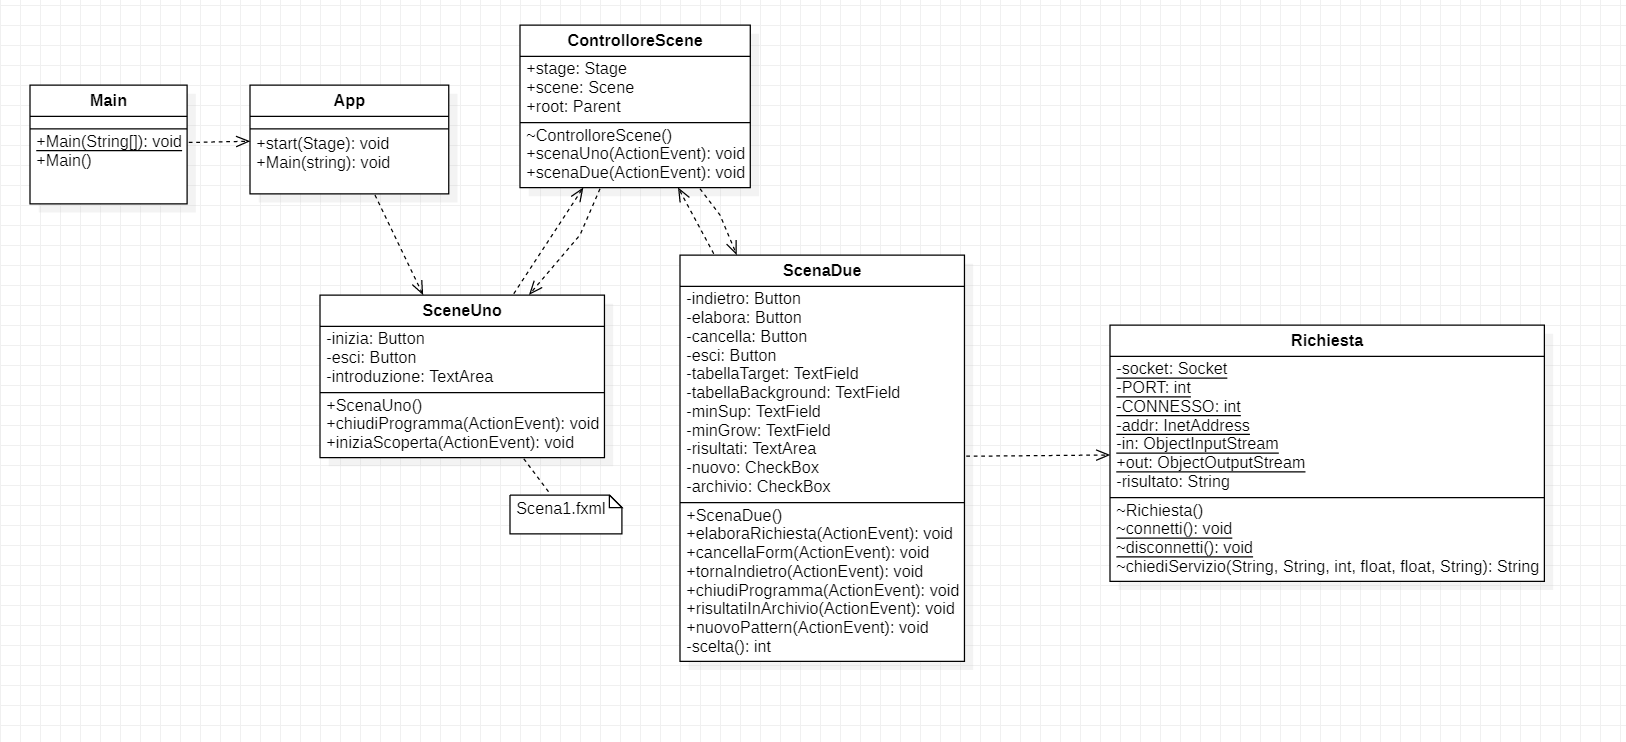 Main
+Main(String[]): void
+Main()
App
+start(Stage): void
+Main(string): void
ControlloreScene
+stage: Stage
+scene: Scene
+root: Parent
~ControlloreScene()
+scenaUno(ActionEvent): void
+scenaDue(ActionEvent): void
SceneUno
-inizia: Button
-esci: Button
-introduzione: TextArea
+ScenaUno()
+chiudiProgramma(ActionEvent): void
+iniziaScoperta(ActionEvent): void
Scena1.fxml
ScenaDue
-indietro: Button
-elabora: Button
-cancella: Button
-esci: Button
-tabellaTarget: TextField
-tabellaBackground: TextField
-minSup: TextField
-minGrow: TextField
-risultati: TextArea
-nuovo: CheckBox
-archivio: CheckBox
+ScenaDue()
+elaboraRichiesta(ActionEvent): void
+cancellaForm(ActionEvent): void
+tornaIndietro(ActionEvent): void
+chiudiProgramma(ActionEvent): void
+risultatiInArchivio(ActionEvent): void
+nuovoPattern(ActionEvent): void
-scelta(): int
Richiesta
-socket: Socket
-PORT: int
-CONNESSO: int
-addr: InetAddress
-in: ObjectInputStream
+out: ObjectOutputStream
-risultato: String
~Richiesta()
~connetti(): void
~disconnetti(): void
~chiediServizio(String, String, int, float, float, String): String